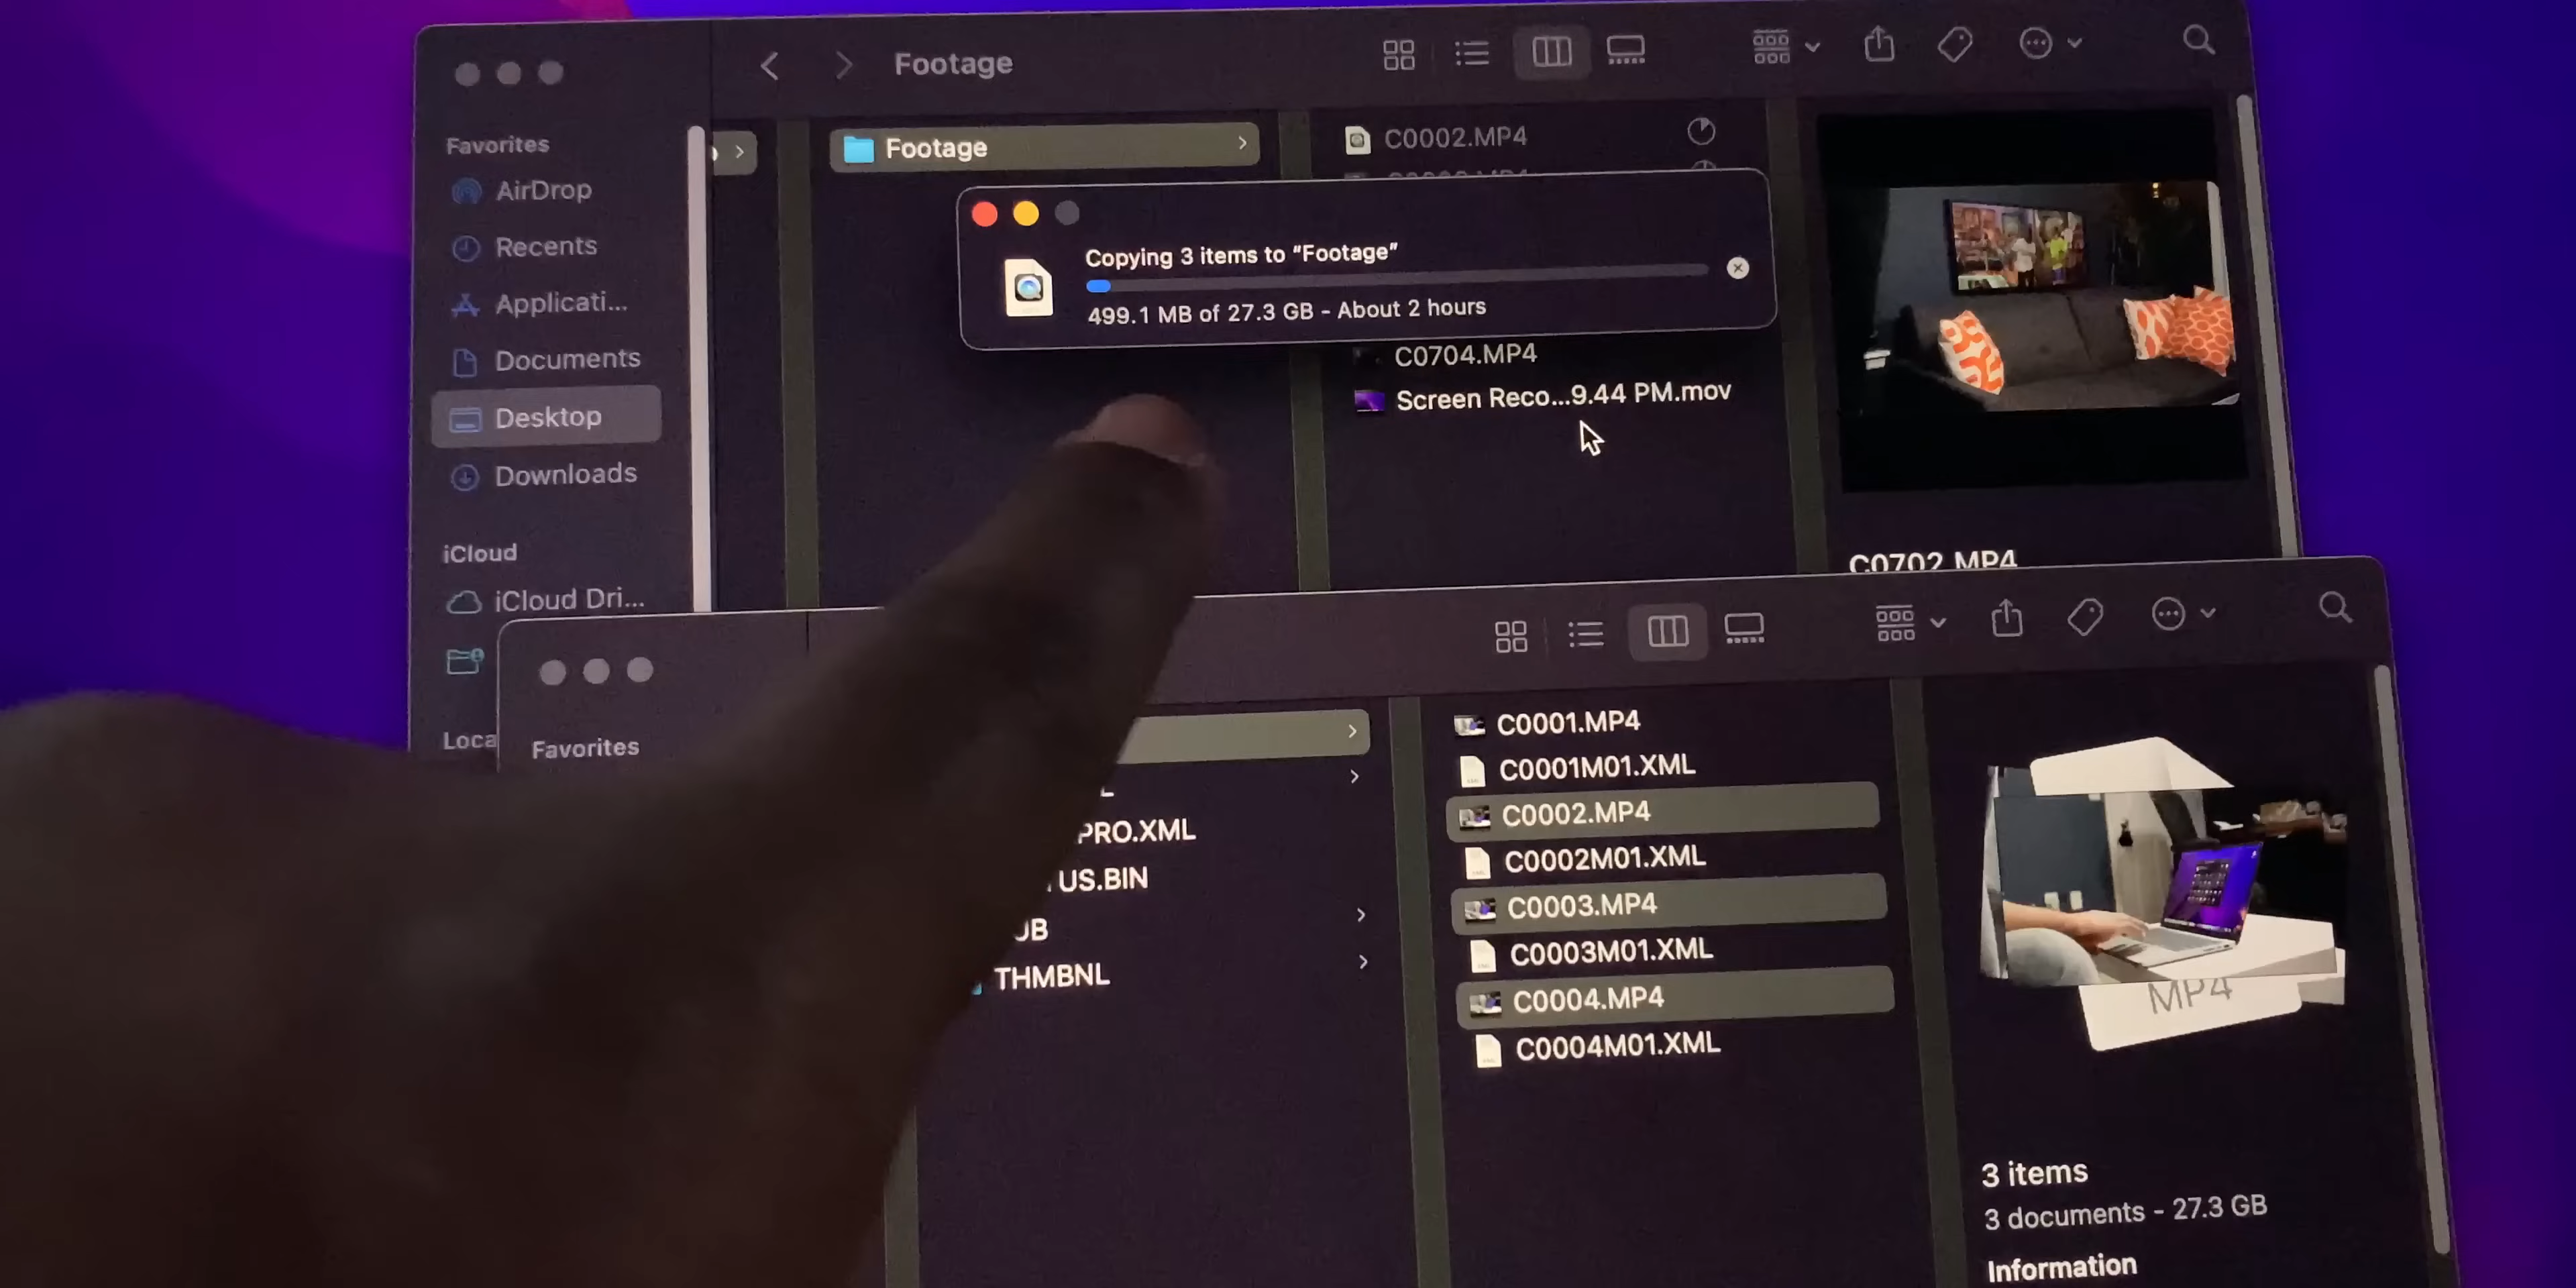 Footage
Favorites
AirDrop
Recents
Applicati...
Documents
Desktop
Downloads
iCloud
iCloud Dri...
Loca
Footage
C0002.MP4
Copying 3 items to “Footage”
499.1 MB of 27.3 GB - About 2 hours
C0704.MP4
Screen Reco...9.44 PM.mov
C0702.MP4
Favorites
L
PRO.XML
US.BIN
UB
THMBNL
C0001.MP4
C0001M01.XML
C0002.MP4
C0002M01.XML
C0003.MP4
C0003M01.XML
C0004.MP4
C0004M01.XML
MP4
3 items
3 documents - 27.3 GB
Information